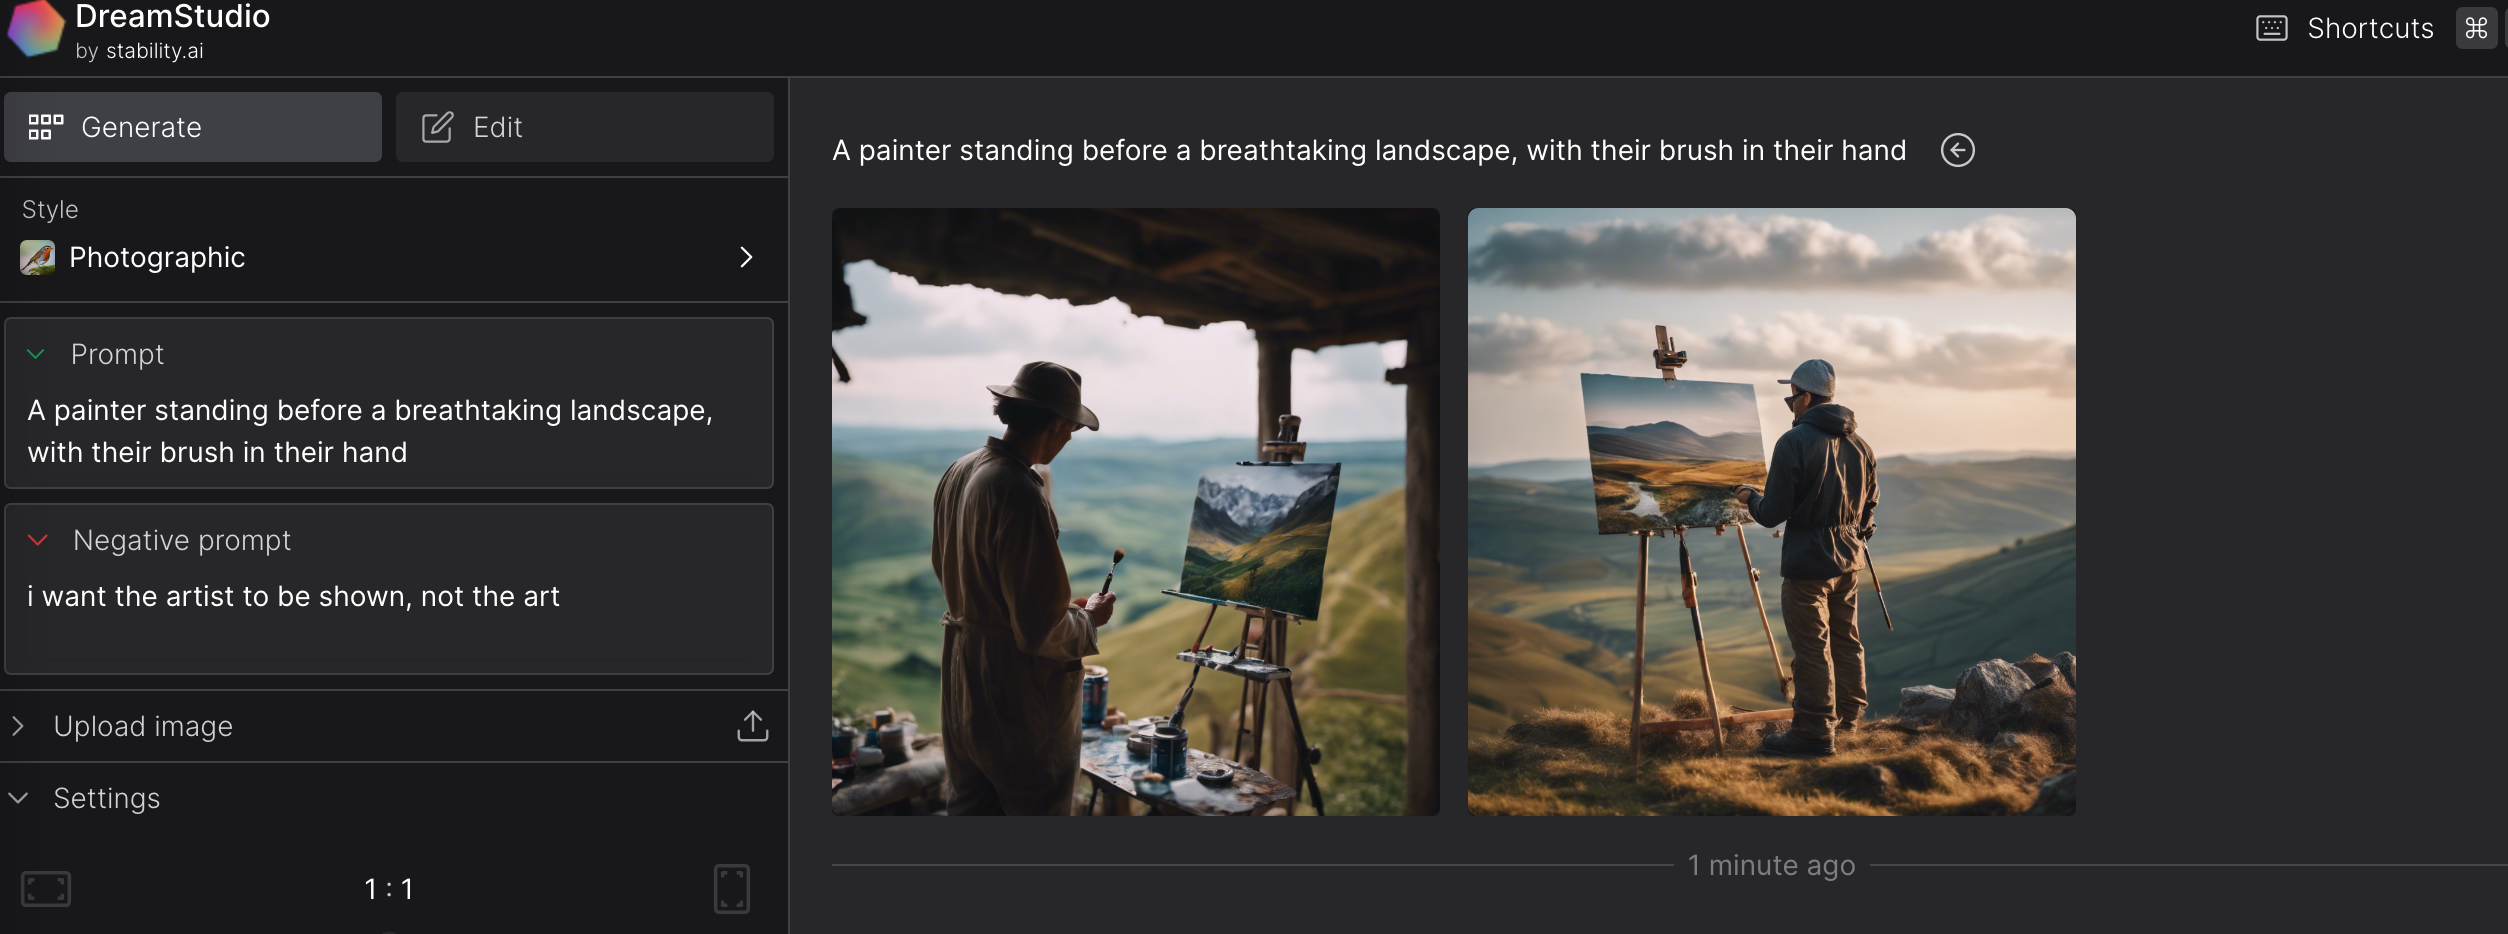 DreamStudio
by stability.ai
Shortcuts ⌘
Generate
Edit
Style
Photographic
Prompt
A painter standing before a breathtaking landscape,
with their brush in their hand
Negative prompt
i want the artist to be shown, not the art
Upload image
Settings
1 : 1
A painter standing before a breathtaking landscape, with their brush in their hand
1 minute ago